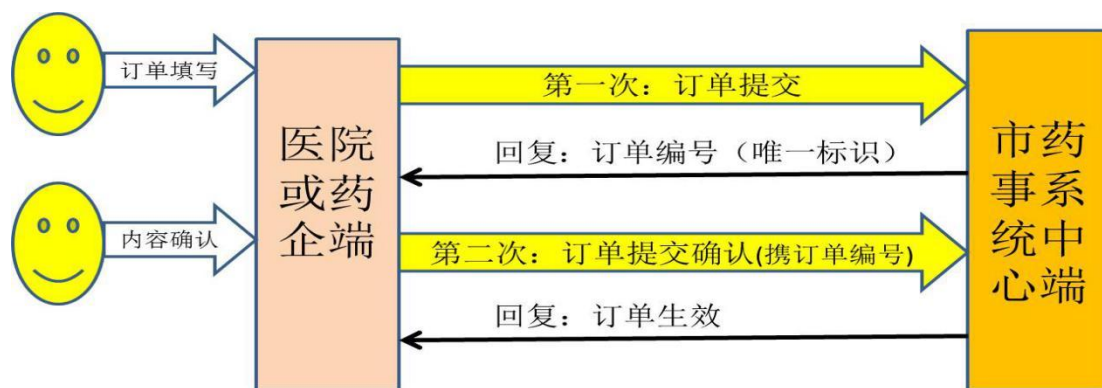 订单填写
第一次：订单提交
医院
或药
企端
回复：订单编号（唯一标识）
市药
事系
统中
心端
内容确认
第二次：订单提交确认(携订单编号)
回复：订单生效